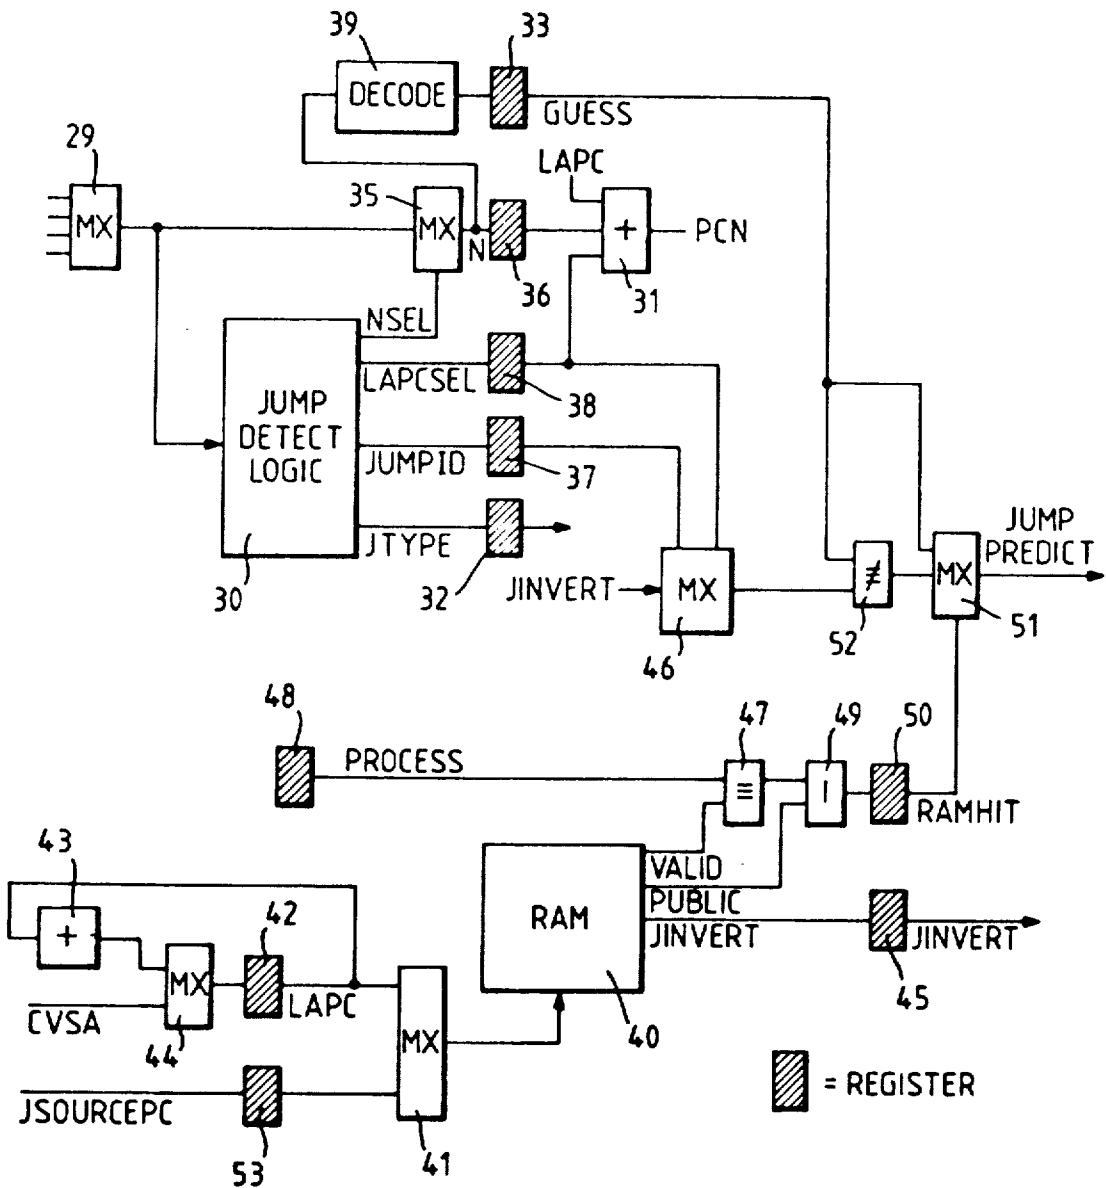 39
33
DECODE
GUESS
29
MX
35
MX
N
36
LAPC
+
31
PCN
NSEL
LAPCSEL
38
JUMP
DETECT
LOGIC
JUMPID
37
JTYPE
32
30
JINVERT
MX
46
≢
52
MX
51
JUMP
PREDICT
48
PROCESS
47
≡
49
I
50
RAMHIT
VALID
PUBLIC
JINVERT
RAM
40
JINVERT
45
43
+
MX
44
CVSA
42
LAPC
MX
41
JSOURCEPC
53
= REGISTER